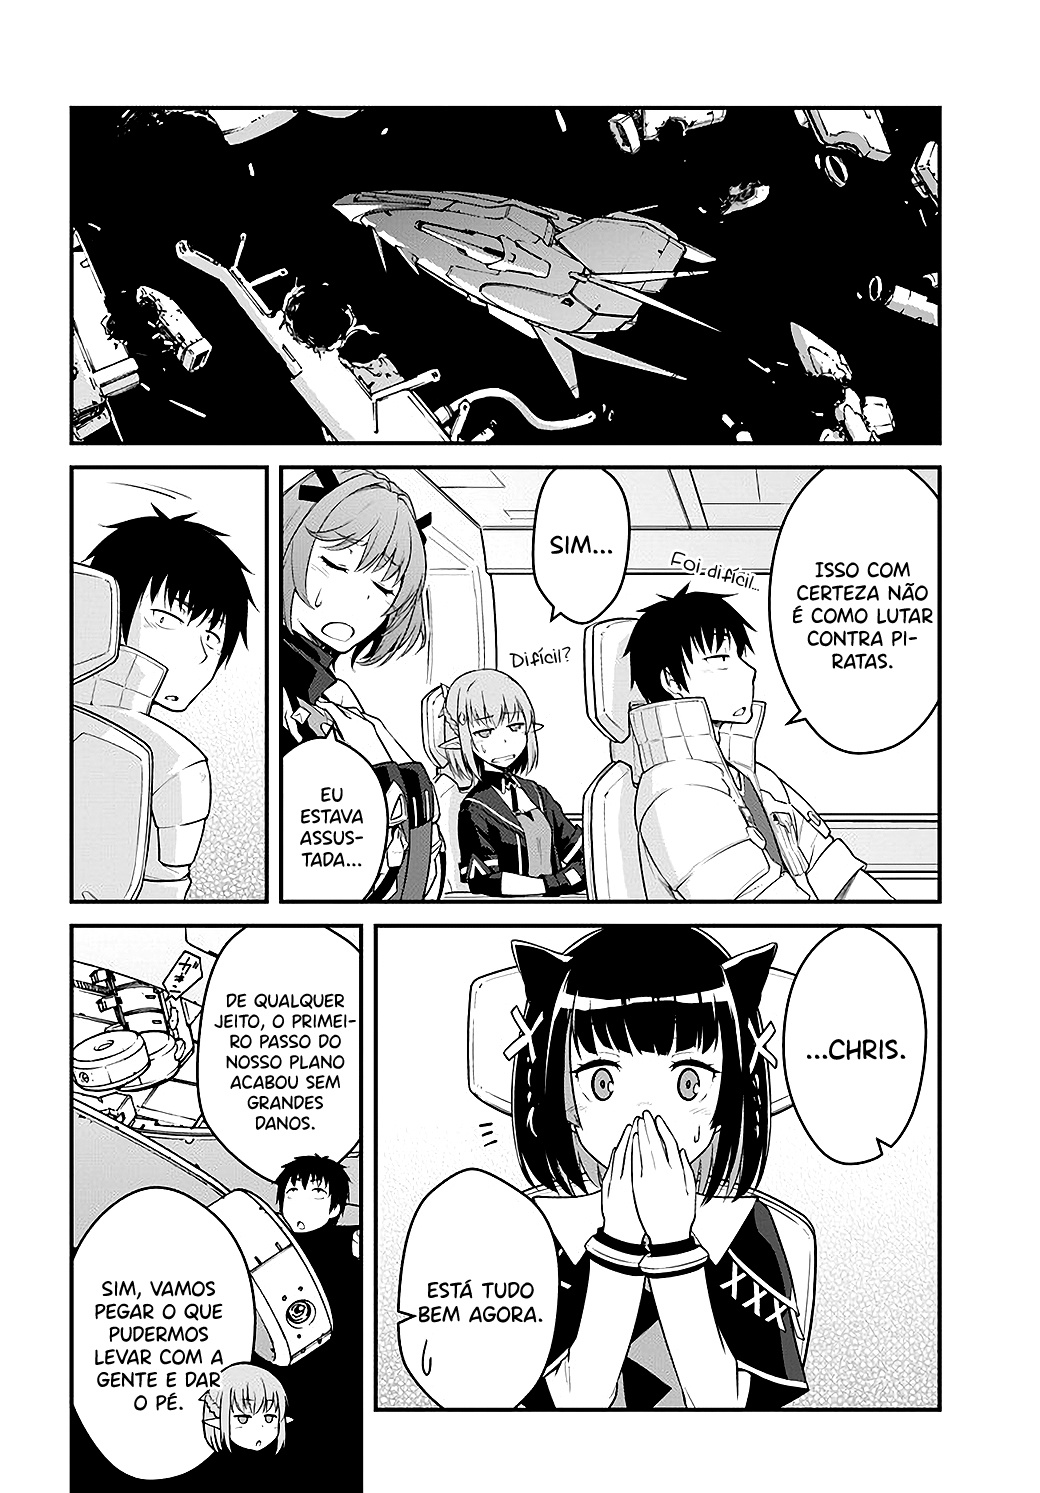 ISSO COM
CERTEZA NÃO
É COMO LUTAR
CONTRA PI-
RATAS.
Foi difícil...
SIM...
Difícil?
EU
ESTAVA
ASSUS-
TADA...
...CHRIS.
ESTÁ TUDO
BEM AGORA.
DE QUALQUER
JEITO, O PRIMEI-
RO PASSO DO
NOSSO PLANO
ACABOU SEM
GRANDES
DANOS.
SIM, VAMOS
PEGAR O QUE
PUDERMOS
LEVAR COM A
GENTE E DAR
O PÉ.